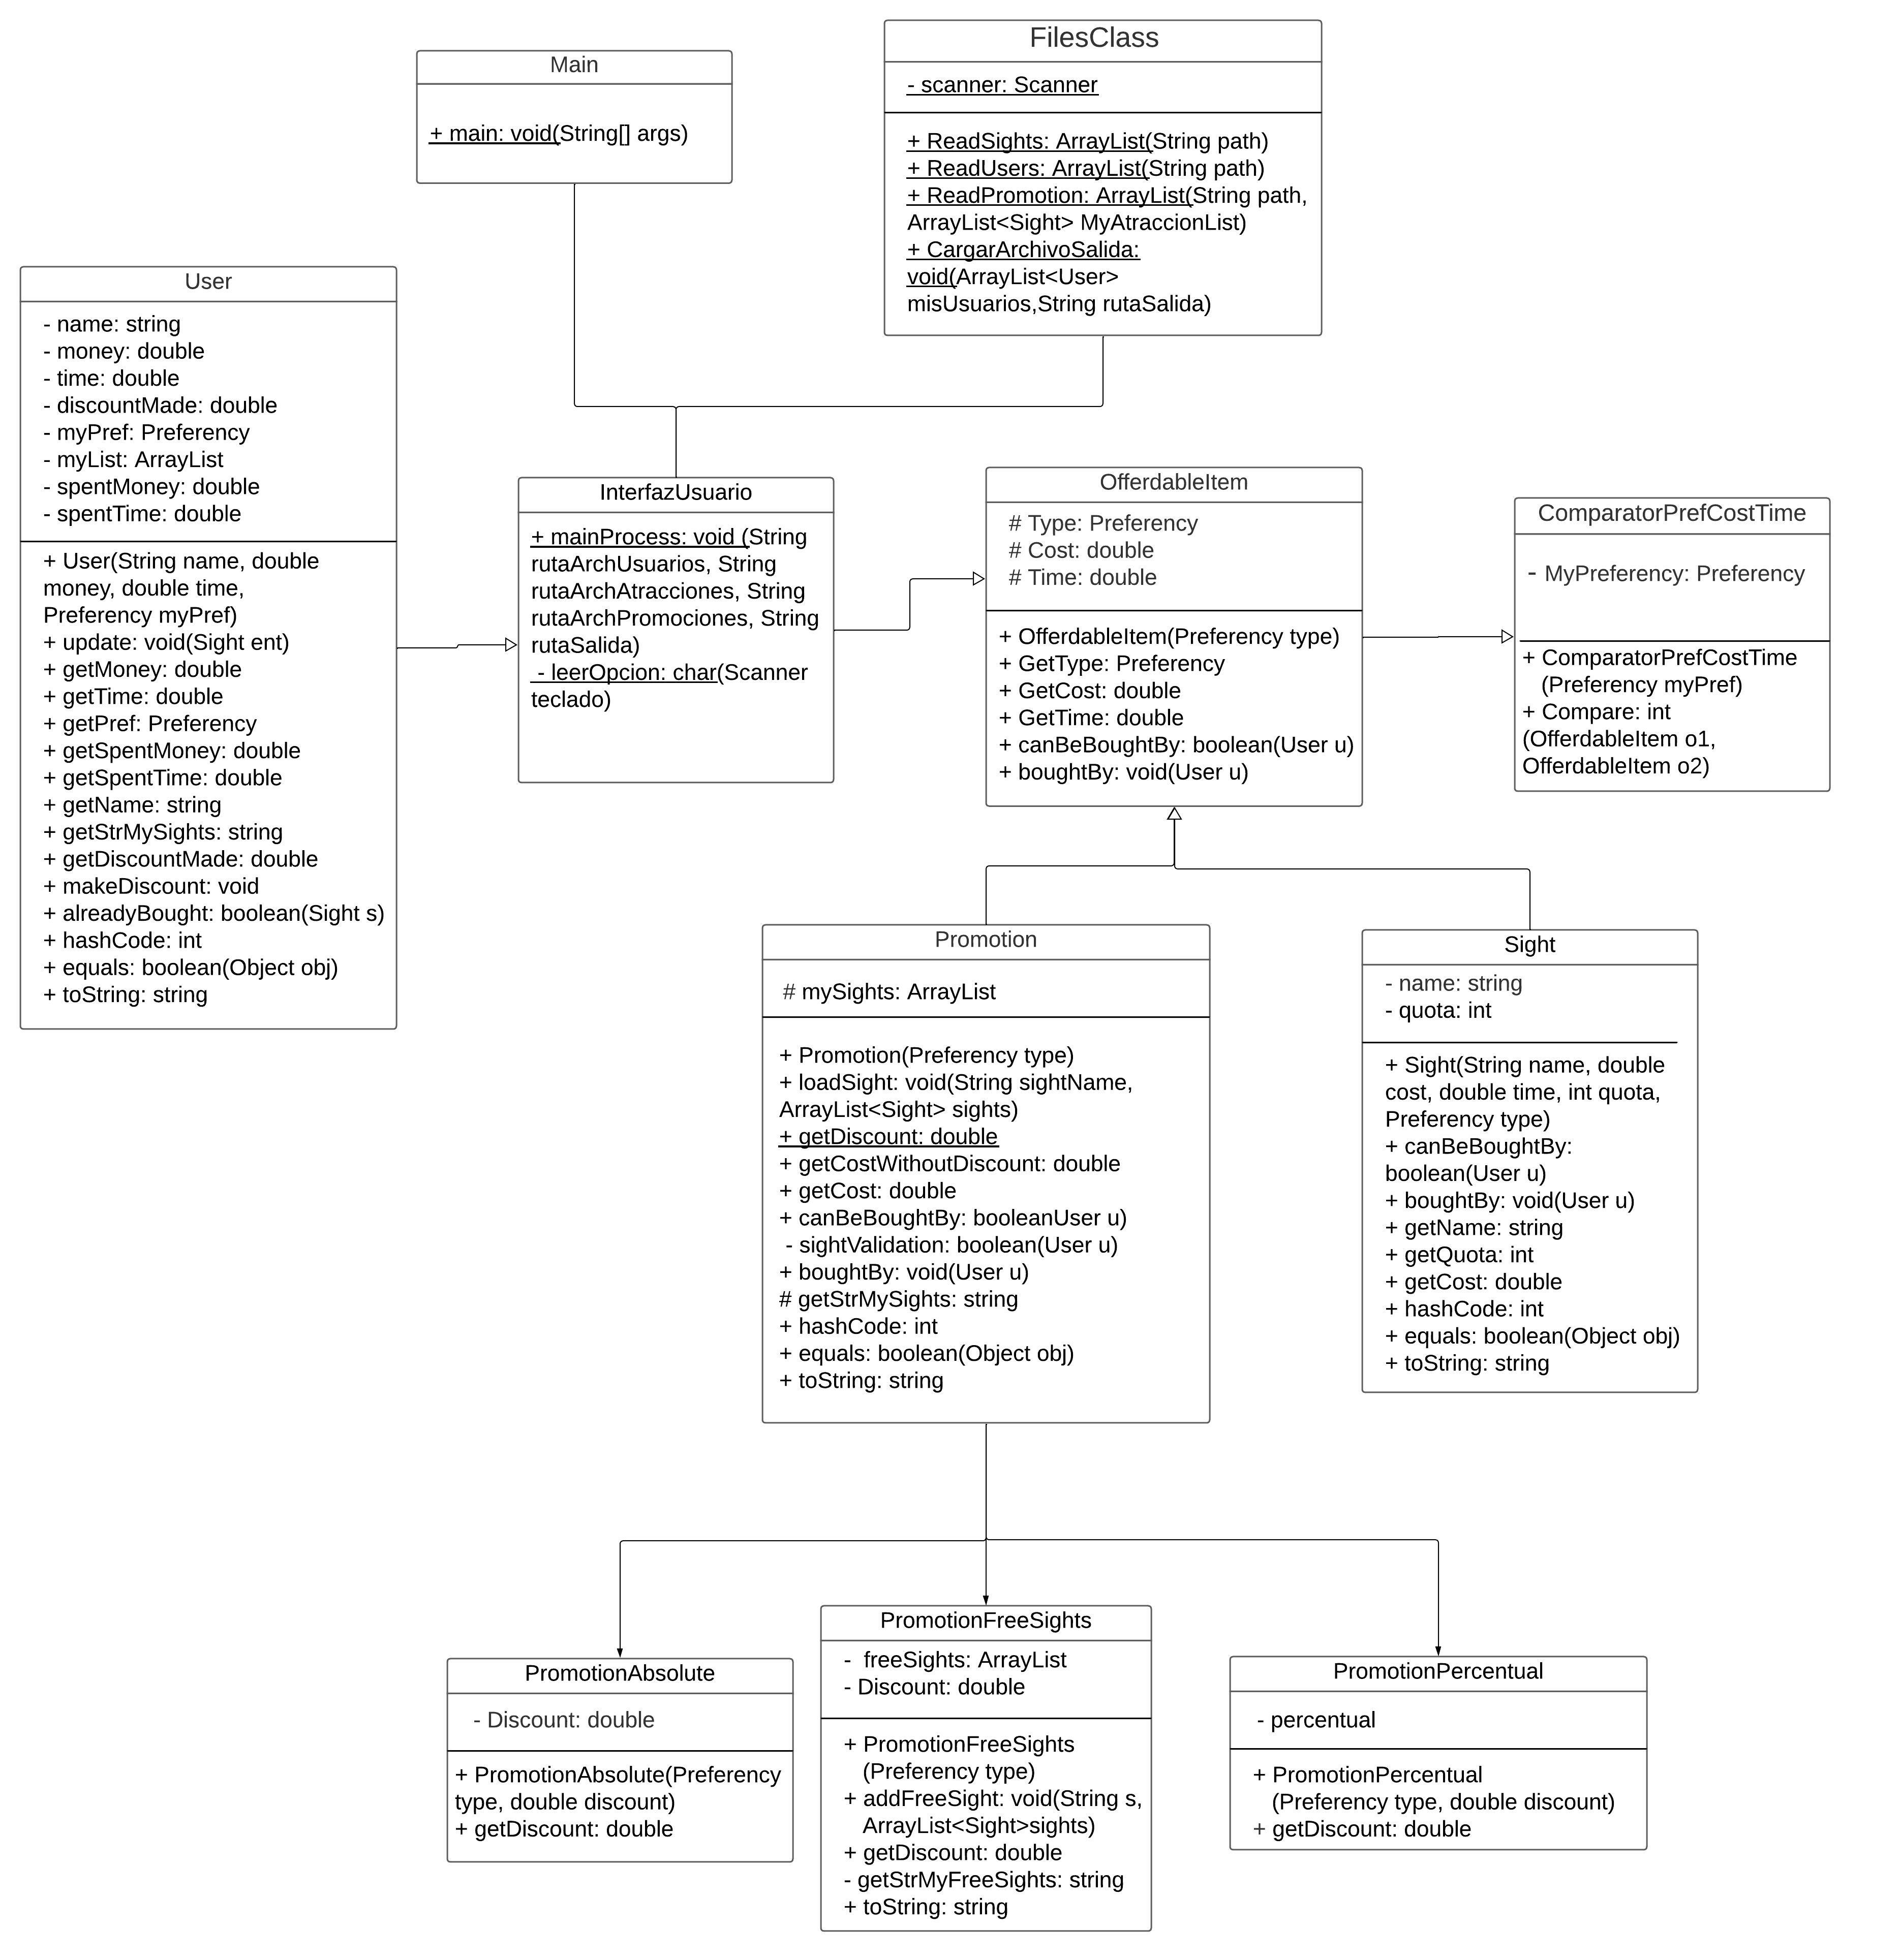 FilesClass
- scanner: Scanner
+ ReadSights: ArrayList(String path)
+ ReadUsers: ArrayList(String path)
+ ReadPromotion: ArrayList(String path,
ArrayList<Sight> MyAtraccionList)
+ CargarArchivoSalida:
void(ArrayList<User>
misUsuarios,String rutaSalida)
Main
+ main: void(String[] args)
User
- name: string
- money: double
- time: double
- discountMade: double
- myPref: Preferency
- myList: ArrayList
- spentMoney: double
- spentTime: double
+ User(String name, double
money, double time,
Preferency myPref)
+ update: void(Sight ent)
+ getMoney: double
+ getTime: double
+ getPref: Preferency
+ getSpentMoney: double
+ getSpentTime: double
+ getName: string
+ getStrMySights: string
+ getDiscountMade: double
+ makeDiscount: void
+ alreadyBought: boolean(Sight s)
+ hashCode: int
+ equals: boolean(Object obj)
+ toString: string
InterfazUsuario
+ mainProcess: void (String
rutaArchUsuarios, String
rutaArchAtracciones, String
rutaArchPromociones, String
rutaSalida)
- leerOpcion: char(Scanner
teclado)
OfferdableItem
# Type: Preferency
# Cost: double
# Time: double
+ OfferdableItem(Preferency type)
+ GetType: Preferency
+ GetCost: double
+ GetTime: double
+ canBeBoughtBy: boolean(User u)
+ boughtBy: void(User u)
ComparatorPrefCostTime
- MyPreferency: Preferency
+ ComparatorPrefCostTime
(Preferency myPref)
+ Compare: int
(OfferdableItem o1,
OfferdableItem o2)
Promotion
# mySights: ArrayList
+ Promotion(Preferency type)
+ loadSight: void(String sightName,
ArrayList<Sight> sights)
+ getDiscount: double
+ getCostWithoutDiscount: double
+ getCost: double
+ canBeBoughtBy: booleanUser u)
- sightValidation: boolean(User u)
+ boughtBy: void(User u)
# getStrMySights: string
+ hashCode: int
+ equals: boolean(Object obj)
+ toString: string
Sight
- name: string
- quota: int
+ Sight(String name, double
cost, double time, int quota,
Preferency type)
+ canBeBoughtBy:
boolean(User u)
+ boughtBy: void(User u)
+ getName: string
+ getQuota: int
+ getCost: double
+ hashCode: int
+ equals: boolean(Object obj)
+ toString: string
PromotionAbsolute
- Discount: double
+ PromotionAbsolute(Preferency
type, double discount)
+ getDiscount: double
PromotionFreeSights
- freeSights: ArrayList
- Discount: double
+ PromotionFreeSights
(Preferency type)
+ addFreeSight: void(String s,
ArrayList<Sight>sights)
+ getDiscount: double
- getStrMyFreeSights: string
+ toString: string
PromotionPercentual
- percentual
+ PromotionPercentual
(Preferency type, double discount)
+ getDiscount: double